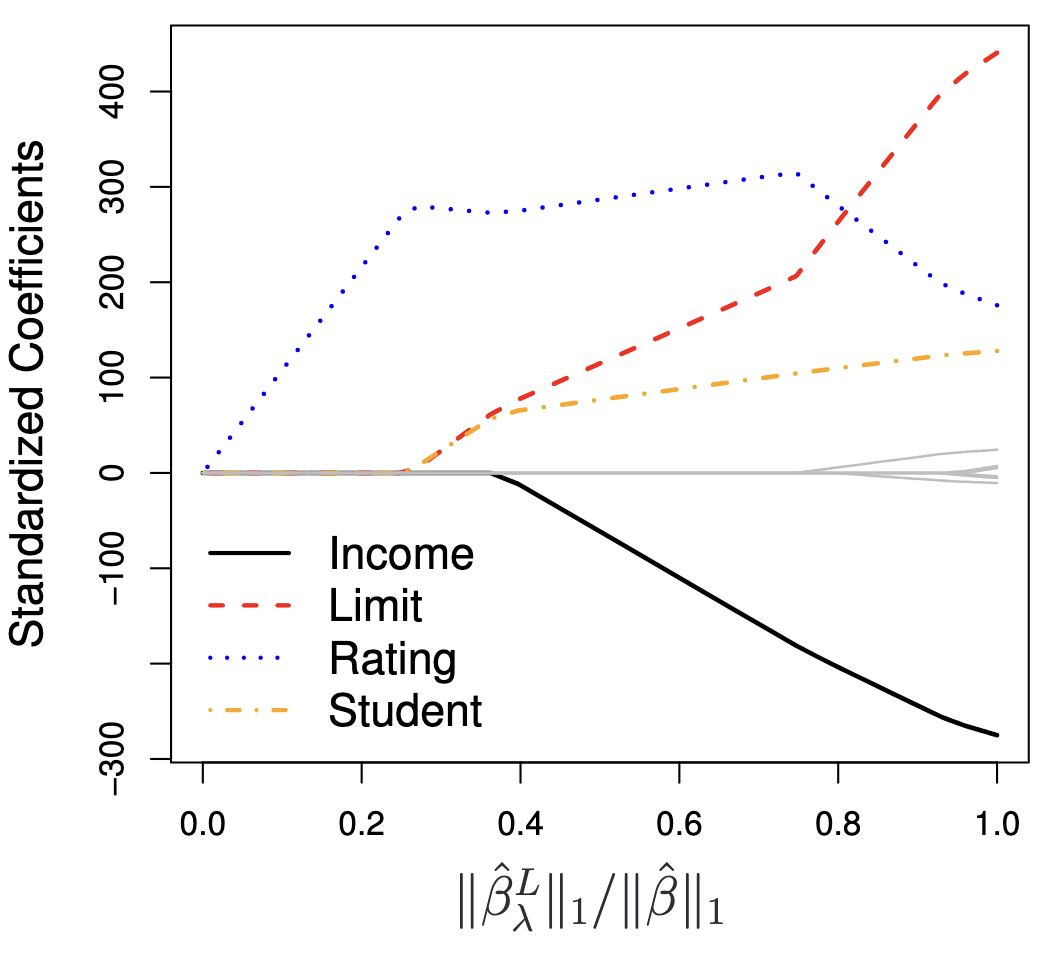 Standardized Coefficients
400
300
200
100
0
−100
−300
Income
Limit
Rating
Student
0.0 0.2 0.4 0.6 0.8 1.0
‖β̂λᴸ‖₁/‖β̂‖₁